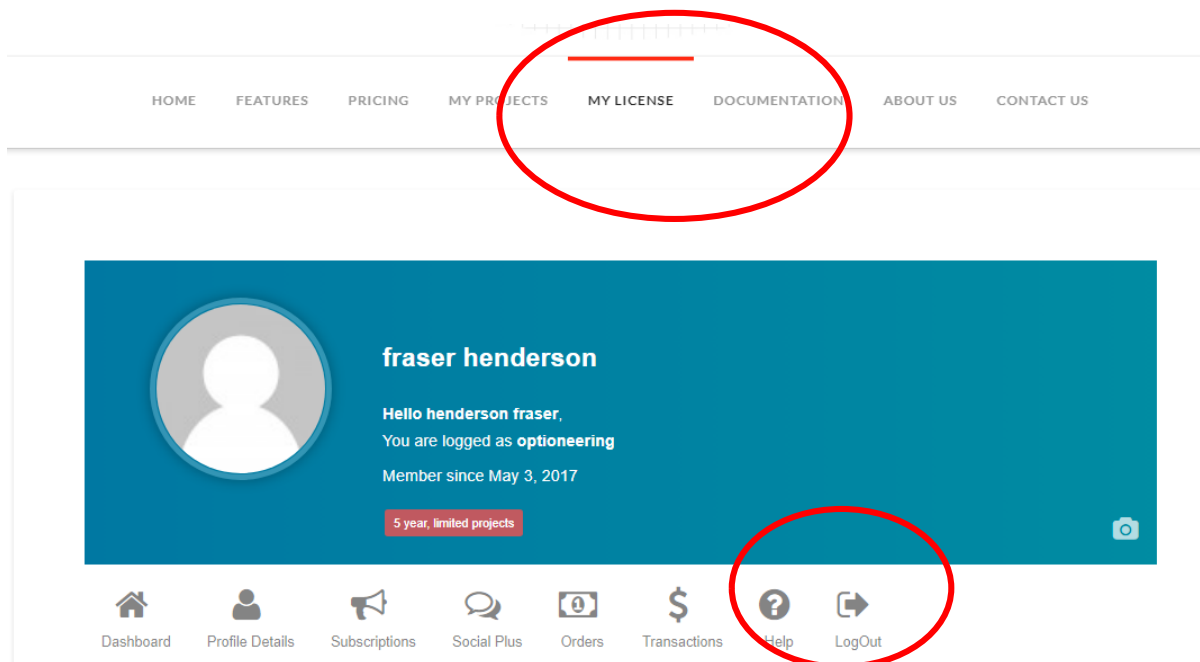 HOME FEATURES PRICING MY PROJECTS MY LICENSE DOCUMENTATION ABOUT US CONTACT US
fraser henderson
Hello henderson fraser,
You are logged as optioneering
Member since May 3, 2017
5 year, limited projects
Dashboard Profile Details Subscriptions Social Plus Orders Transactions Help LogOut